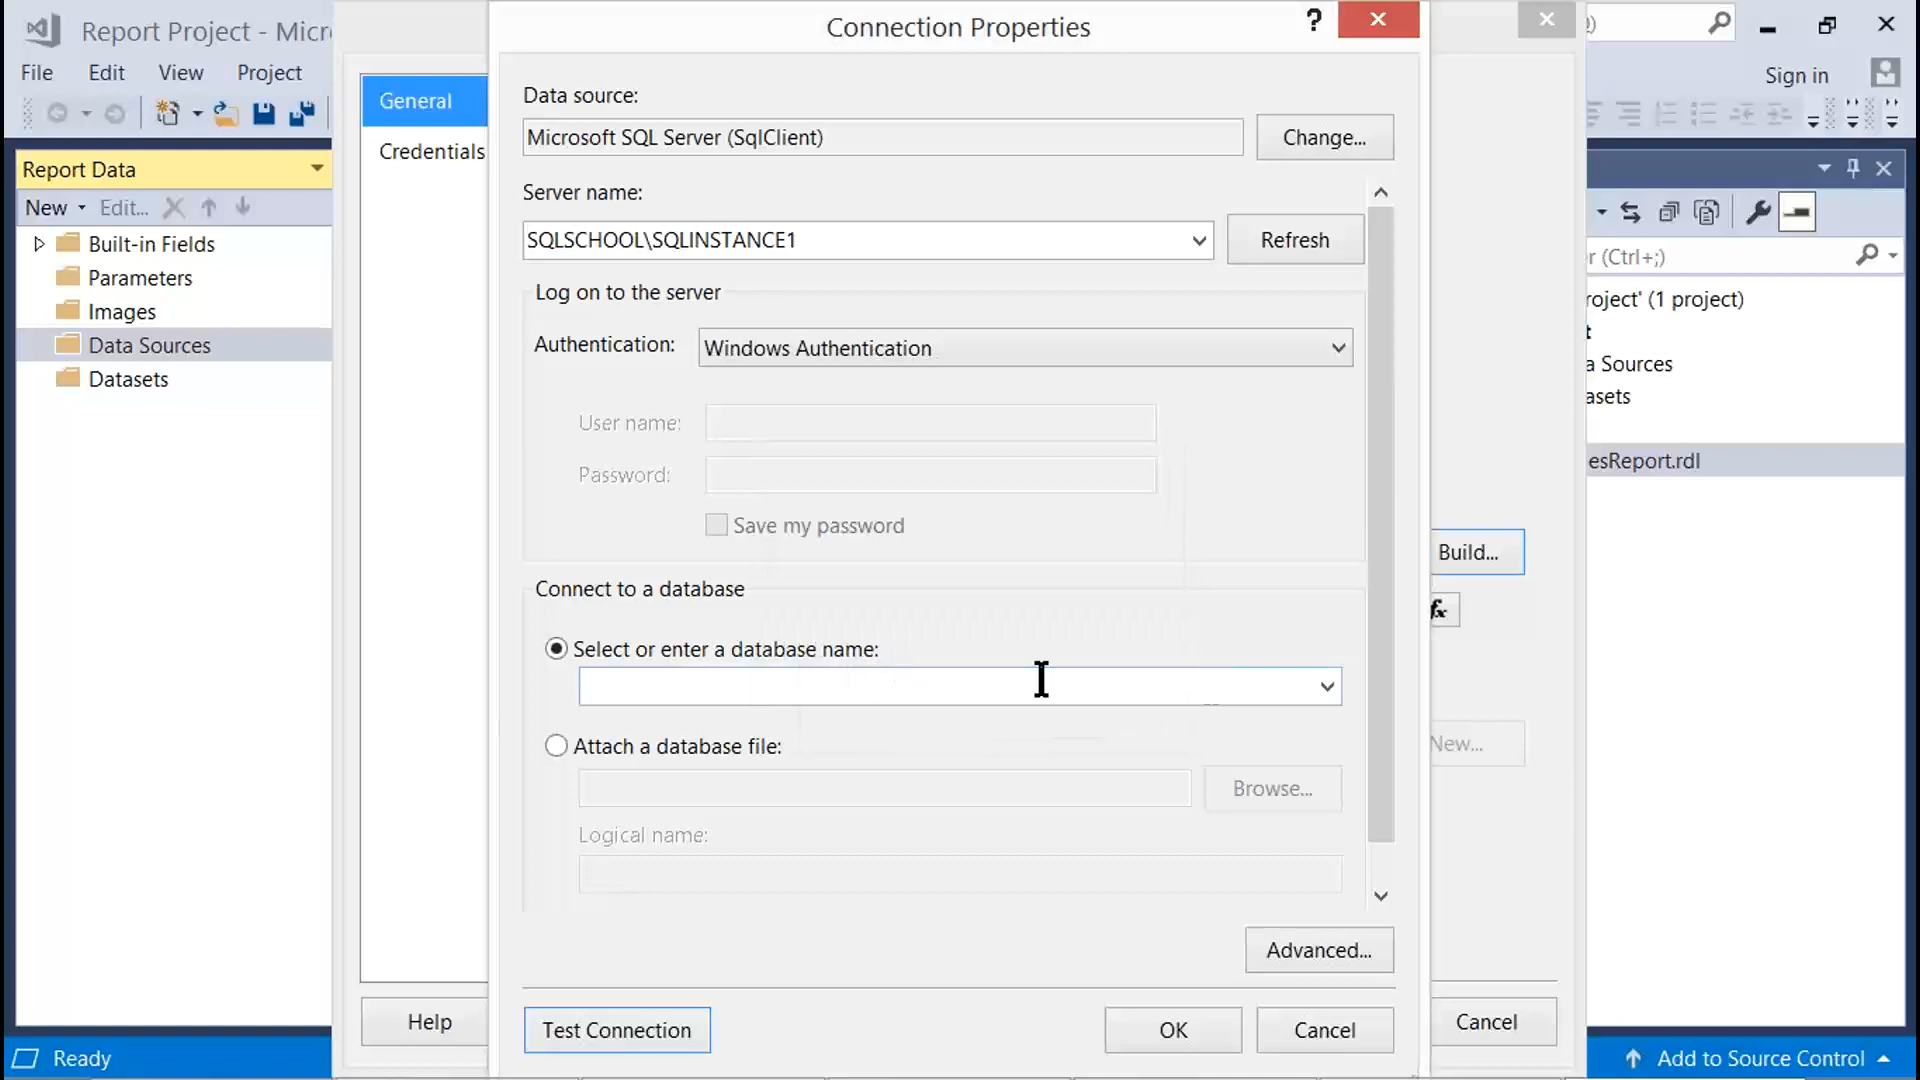 Report Project - Micr
File Edit View Project
Report Data
New Edit...
Built-in Fields
Parameters
Images
Data Sources
Datasets
Ready
General
Credentials
Help
Connection Properties
?
Data source:
Microsoft SQL Server (SqlClient)
Change...
Server name:
SQLSCHOOL\SQLINSTANCE1
Refresh
Log on to the server
Authentication:
Windows Authentication
User name:
Password:
Save my password
Connect to a database
Select or enter a database name:
Attach a database file:
Browse...
Logical name:
Advanced...
Test Connection
OK
Cancel
Build...
fx
New...
Cancel
Sign in
r (Ctrl+;)
roject' (1 project)
t
a Sources
asets
esReport.rdl
Add to Source Control